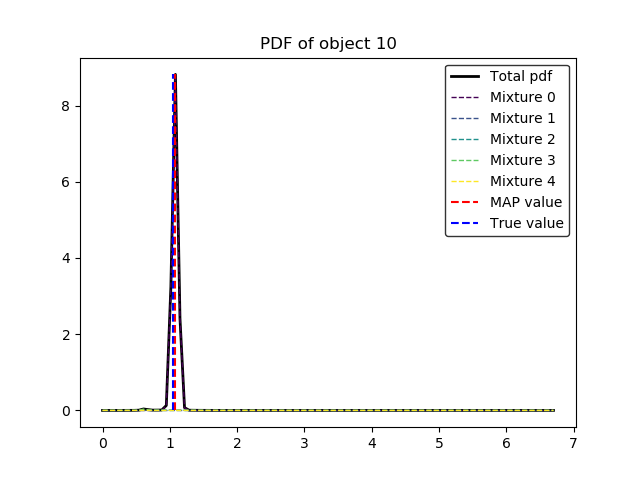 PDF of object 10
Total pdf
Mixture 0
Mixture 1
Mixture 2
Mixture 3
Mixture 4
MAP value
True value
8
6
4
2
0
0 1 2 3 4 5 6 7